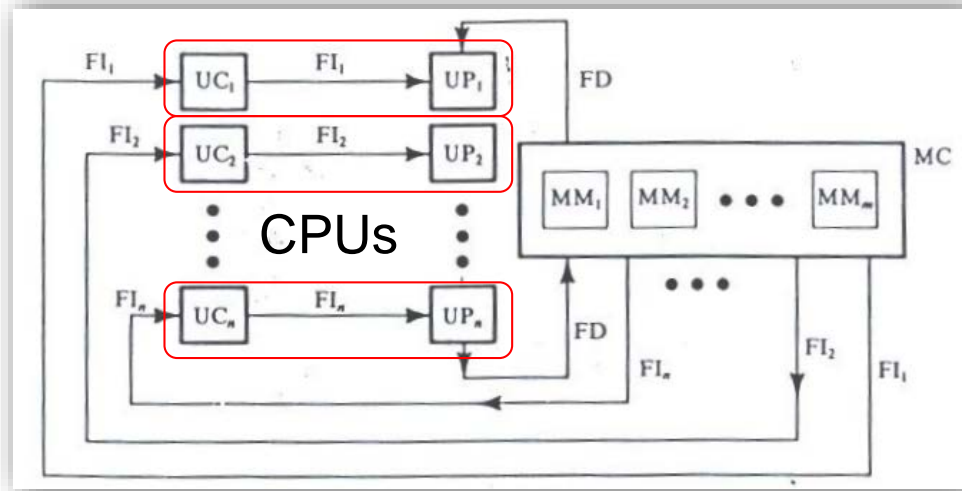 FI₁ UC₁ FI₁ UP₁ FD
FI₂ UC₂ FI₂ UP₂ MC
MM₁ MM₂ • • • MMₘ
CPUs
FIₙ UCₙ FIₙ UPₙ • • •
FD FIₙ FI₂ FI₁